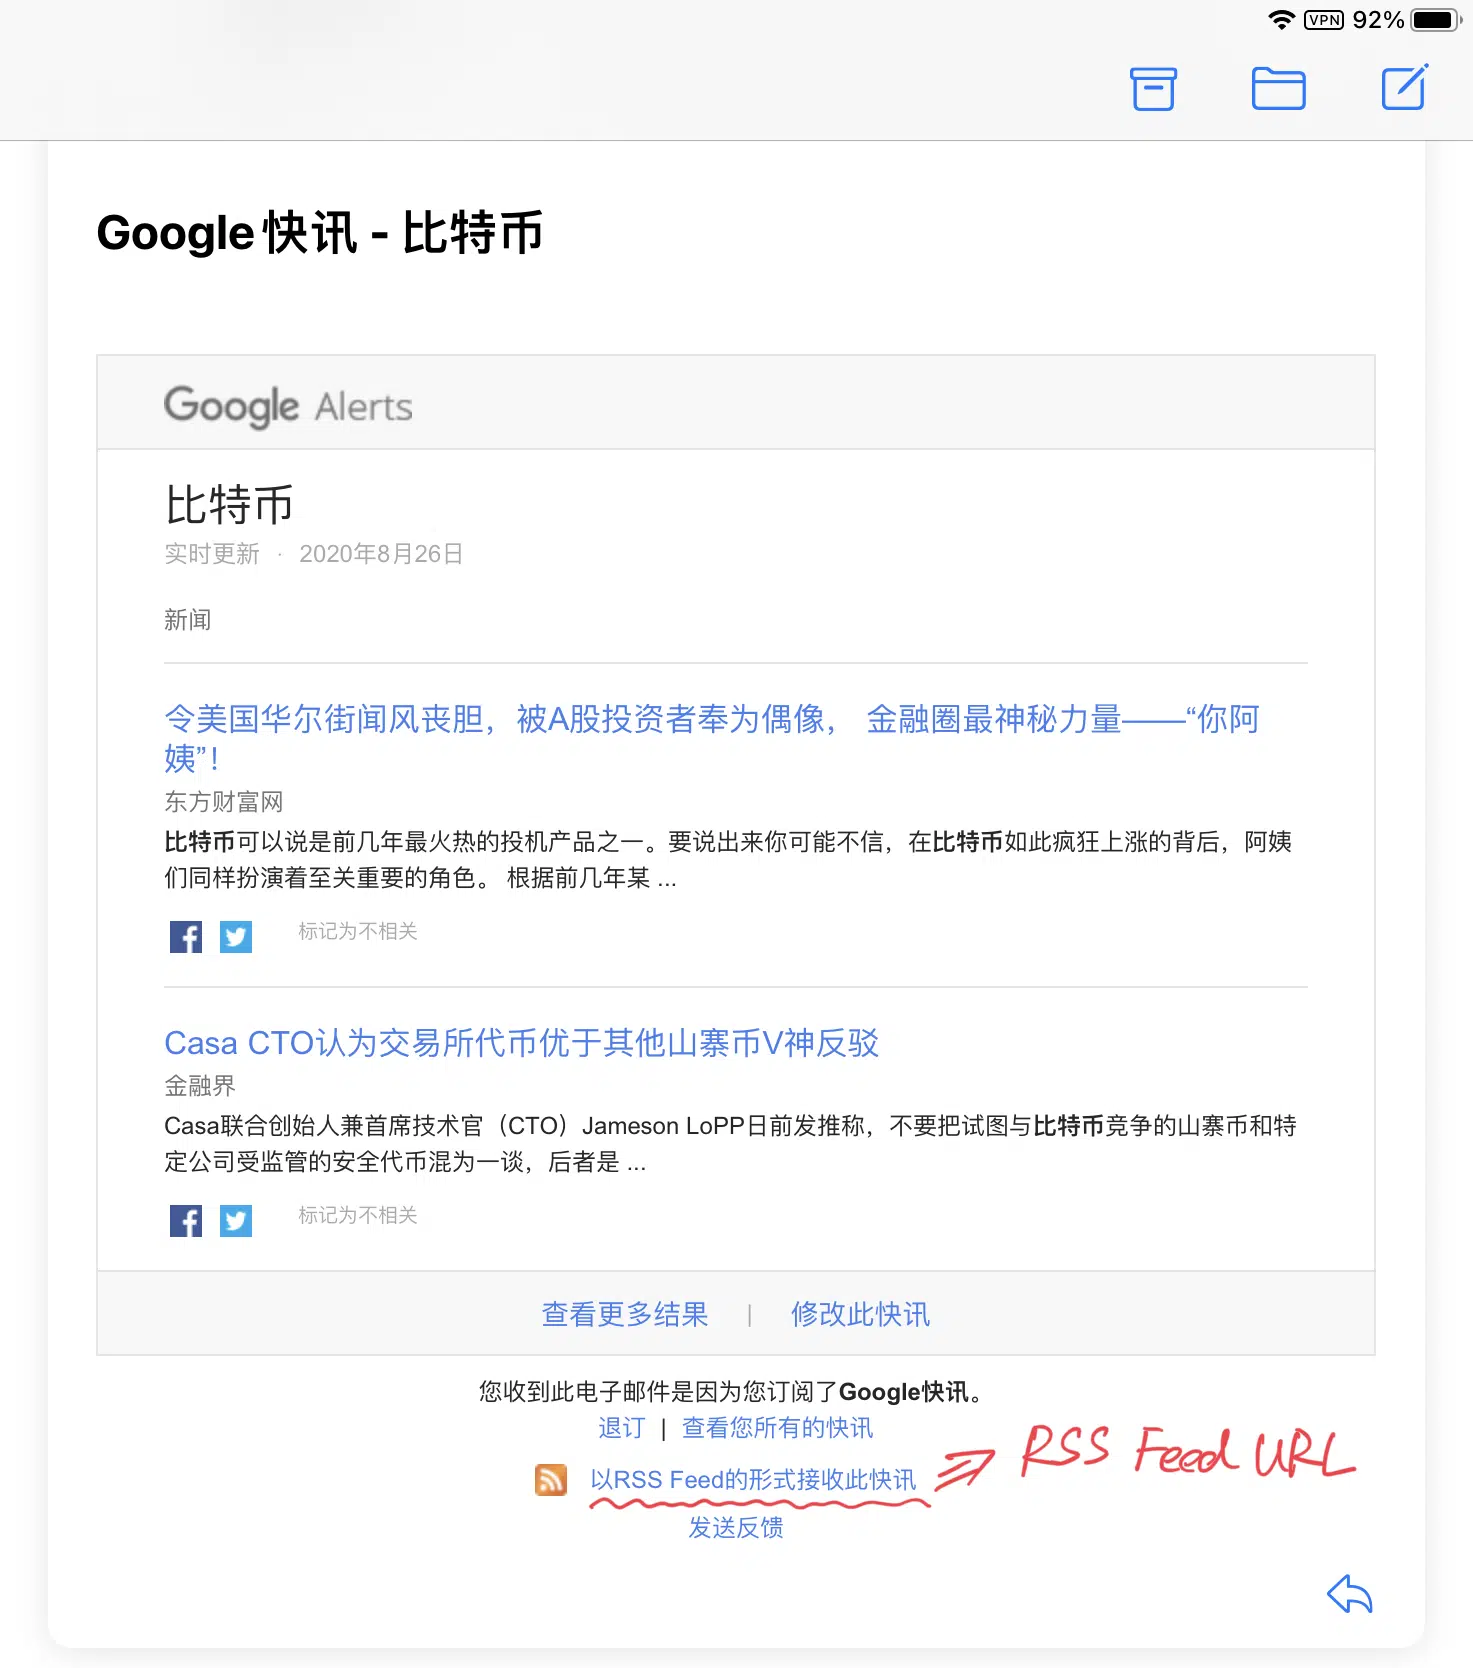 VPN 92%
Google快讯 - 比特币
Google Alerts
比特币
实时更新 · 2020年8月26日
新闻
令美国华尔街闻风丧胆，被A股投资者奉为偶像， 金融圈最神秘力量——“你阿
姨”！
东方财富网
比特币可以说是前几年最火热的投机产品之一。要说出来你可能不信，在比特币如此疯狂上涨的背后，阿姨
们同样扮演着至关重要的角色。 根据前几年某 ...
标记为不相关
Casa CTO认为交易所代币优于其他山寨币V神反驳
金融界
Casa联合创始人兼首席技术官（CTO）Jameson LoPP日前发推称，不要把试图与比特币竞争的山寨币和特
定公司受监管的安全代币混为一谈，后者是 ...
标记为不相关
查看更多结果 | 修改此快讯
您收到此电子邮件是因为您订阅了Google快讯。
退订 | 查看您所有的快讯
以RSS Feed的形式接收此快讯 ⇒ RSS Feed URL
发送反馈